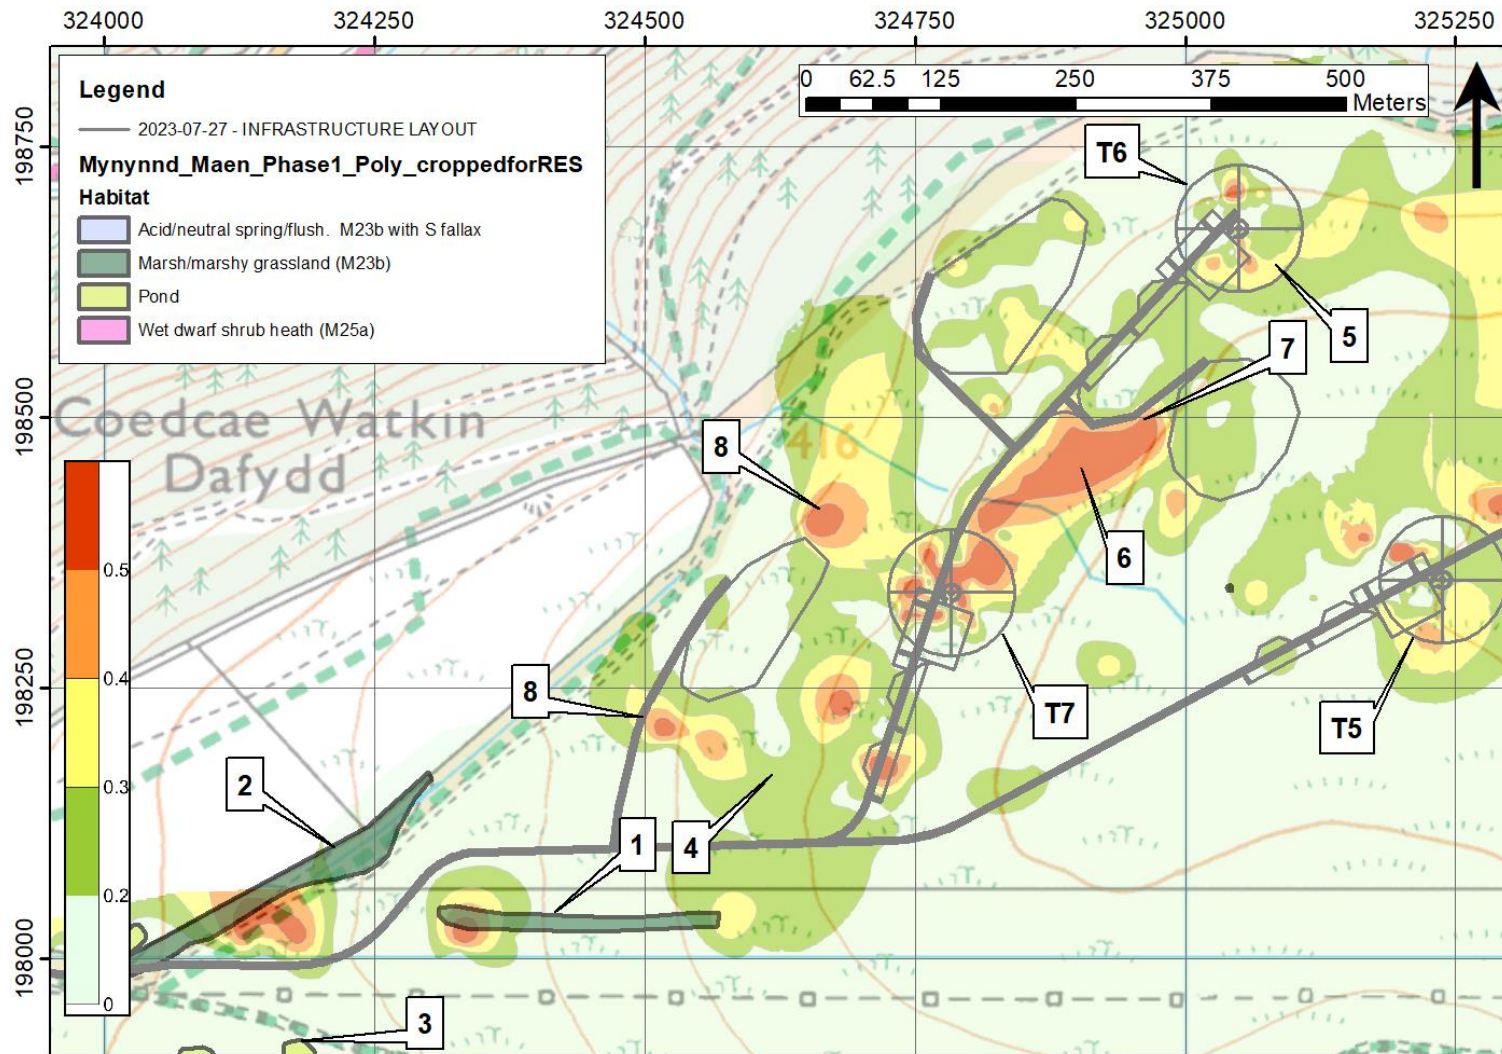 324000 324250 324500 324750 325000 325250
Legend
2023-07-27 - INFRASTRUCTURE LAYOUT
Mynynnd_Maen_Phase1_Poly_croppedforRES
Habitat
Acid/neutral spring/flush. M23b with S fallax
Marsh/marshy grassland (M23b)
Pond
Wet dwarf shrub heath (M25a)
0 62.5 125 250 375 500
Meters
198750
T6
5
7
198500
Coedcae Watkin
Dafydd
416
8
6
0.5
8
T7
T5
198250
0.4
2
0.3
1
4
0.2
198000
0
3